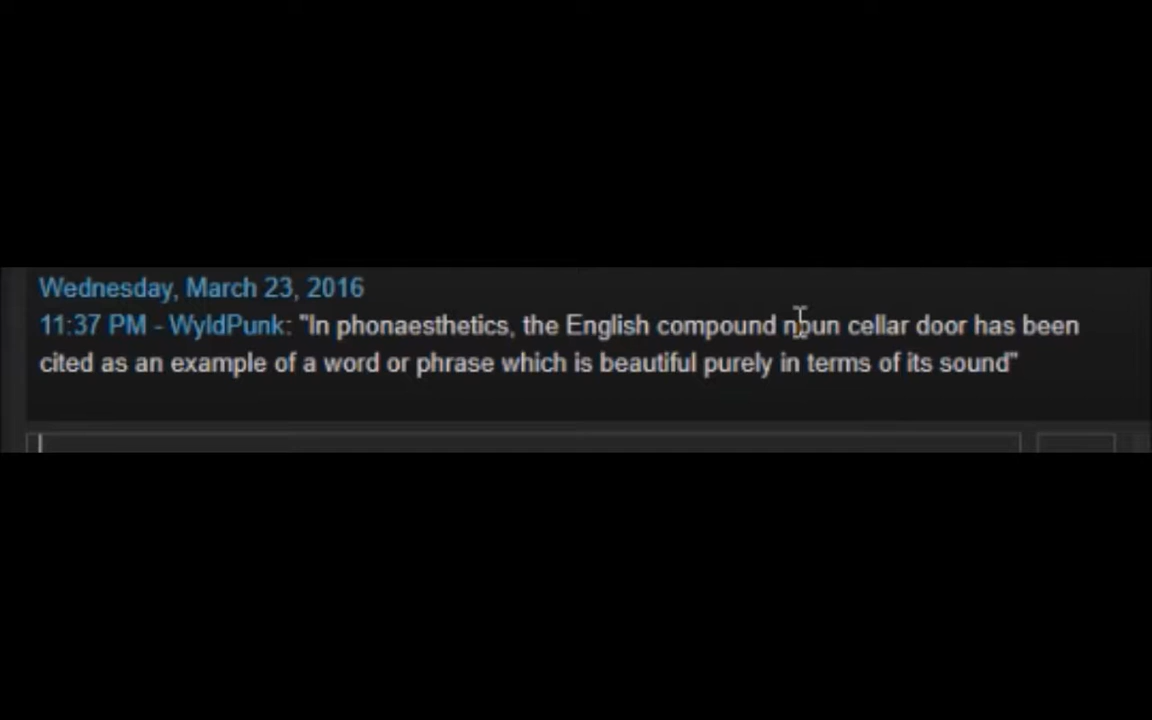 Wednesday, March 23, 2016
11:37 PM - WyldPunk: "In phonaesthetics, the English compound noun cellar door has been
cited as an example of a word or phrase which is beautiful purely in terms of its sound"